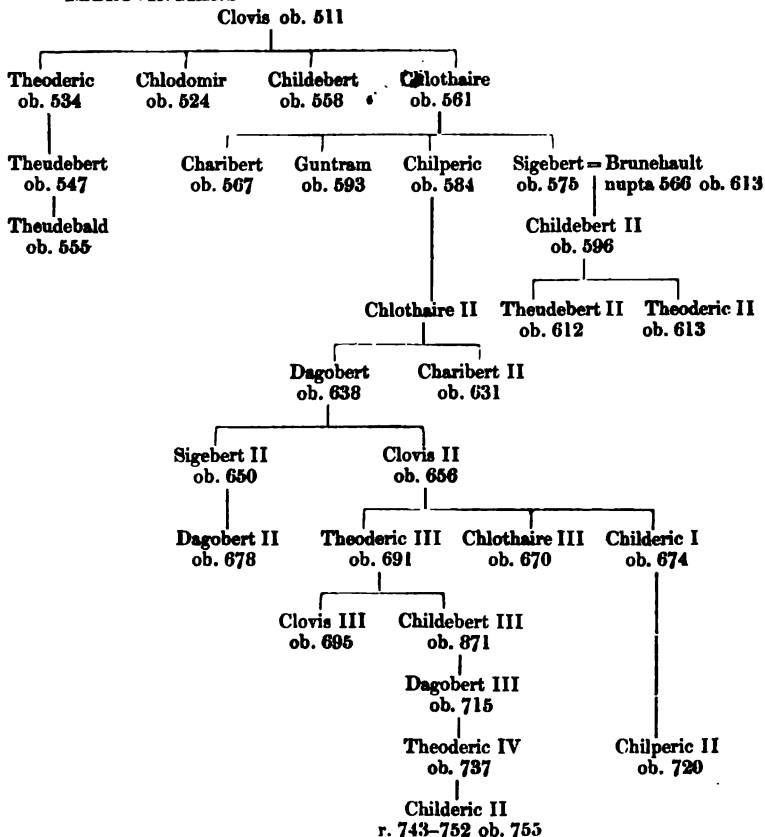 Clovis ob. 511
Theoderic Chlodomir Childebert Chlothaire
ob. 534 ob. 524 ob. 558 ob. 561
Theudebert Charibert Guntram Chilperic Sigebert = Brunehault
ob. 547 ob. 567 ob. 593 ob. 584 ob. 575 nupta 566 ob. 613
Theudebald Childebert II
ob. 555 ob. 596
Chlothaire II Theudebert II Theoderic II
ob. 612 ob. 613
Dagobert Charibert II
ob. 638 ob. 631
Sigebert II Clovis II
ob. 650 ob. 656
Dagobert II Theoderic III Chlothaire III Childeric I
ob. 678 ob. 691 ob. 670 ob. 674
Clovis III Childebert III
ob. 695 ob. 871
Dagobert III
ob. 715
Theoderic IV Chilperic II
ob. 737 ob. 720
Childeric II
r. 743–752 ob. 755